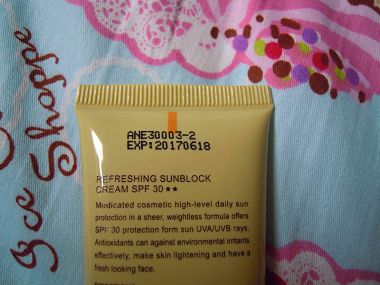 Ice Shoppe
ANE30003-2
EXP:20170618
REFRESHING SUNBLOCK
CREAM SPF 30 ★★
Medicated cosmetic high-level daily sun
protection in a sheer, weightless formula offers
SPF 30 protection form sun UVA/UVB rays.
Antioxidants can against environmental irritants
effectively, make skin lightening and have a
fresh looking face.